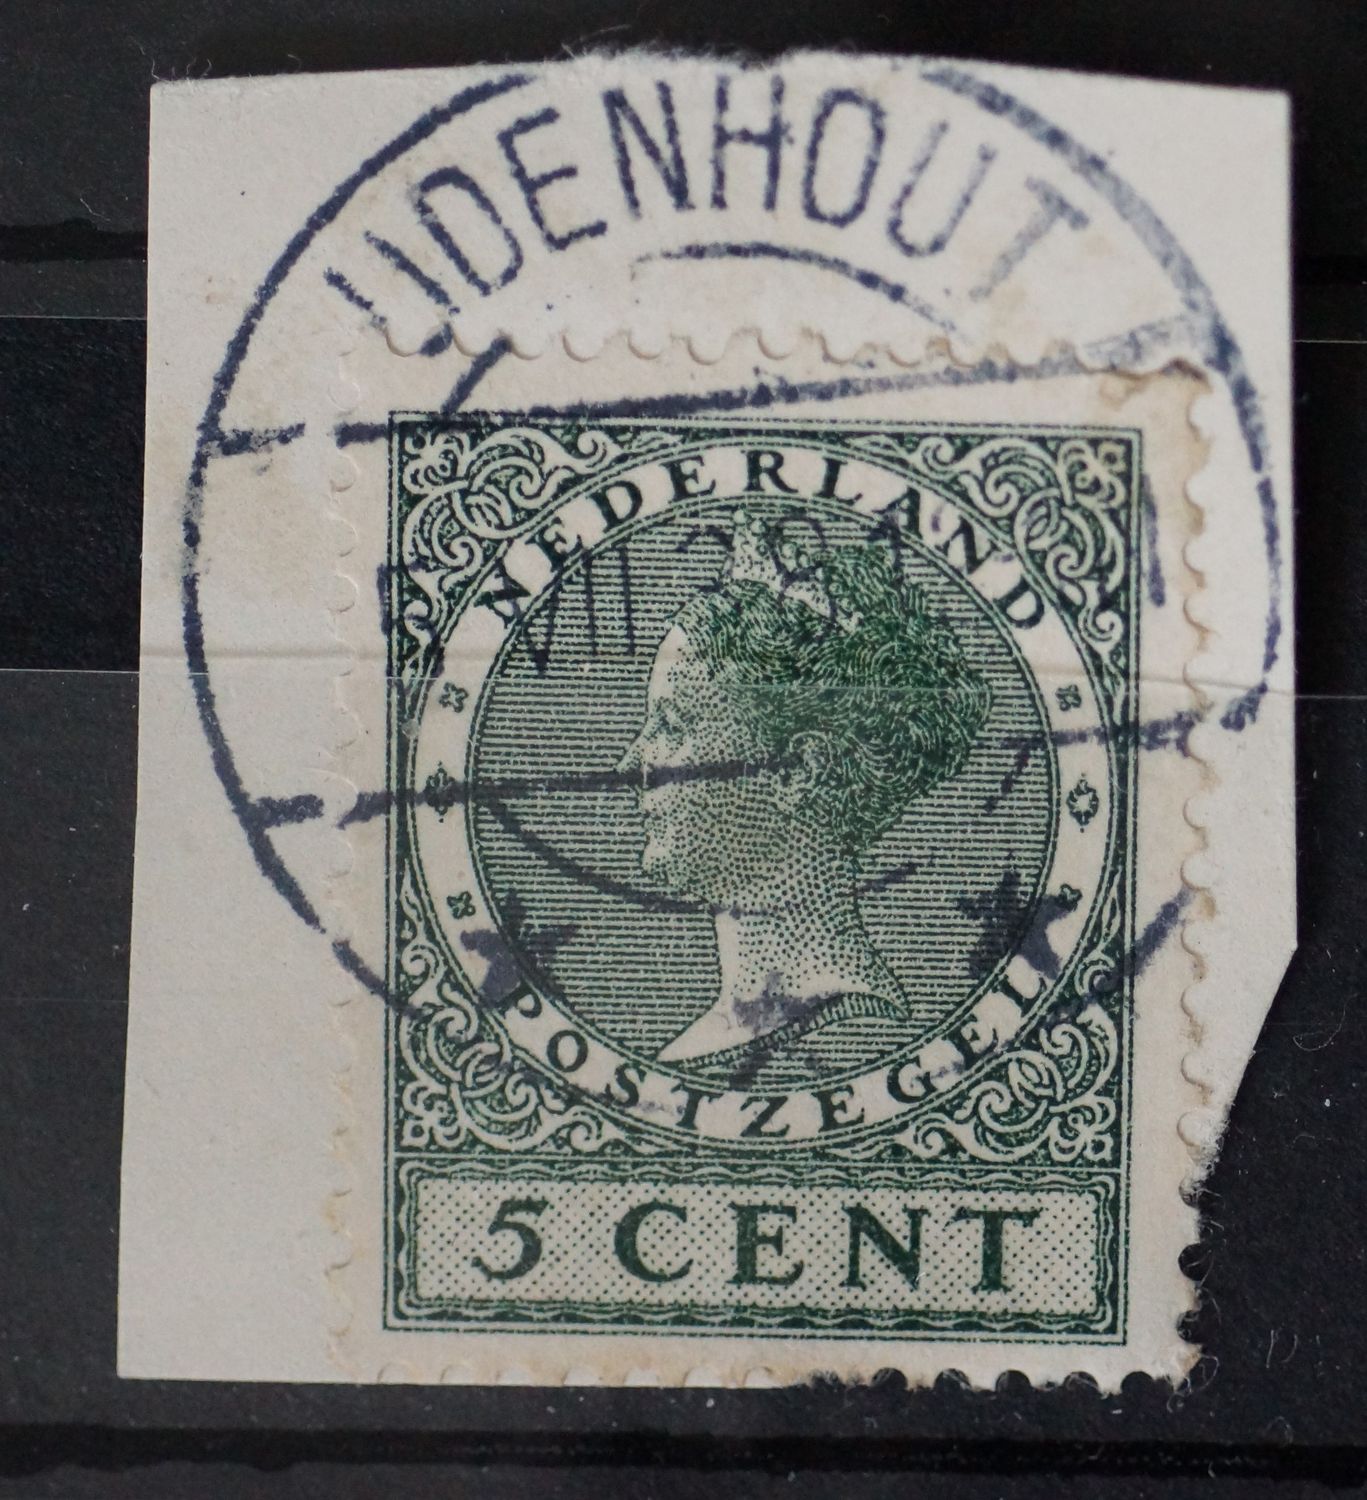 UDENHOUT
NEDERLAND
POSTZEGEL
5 CENT